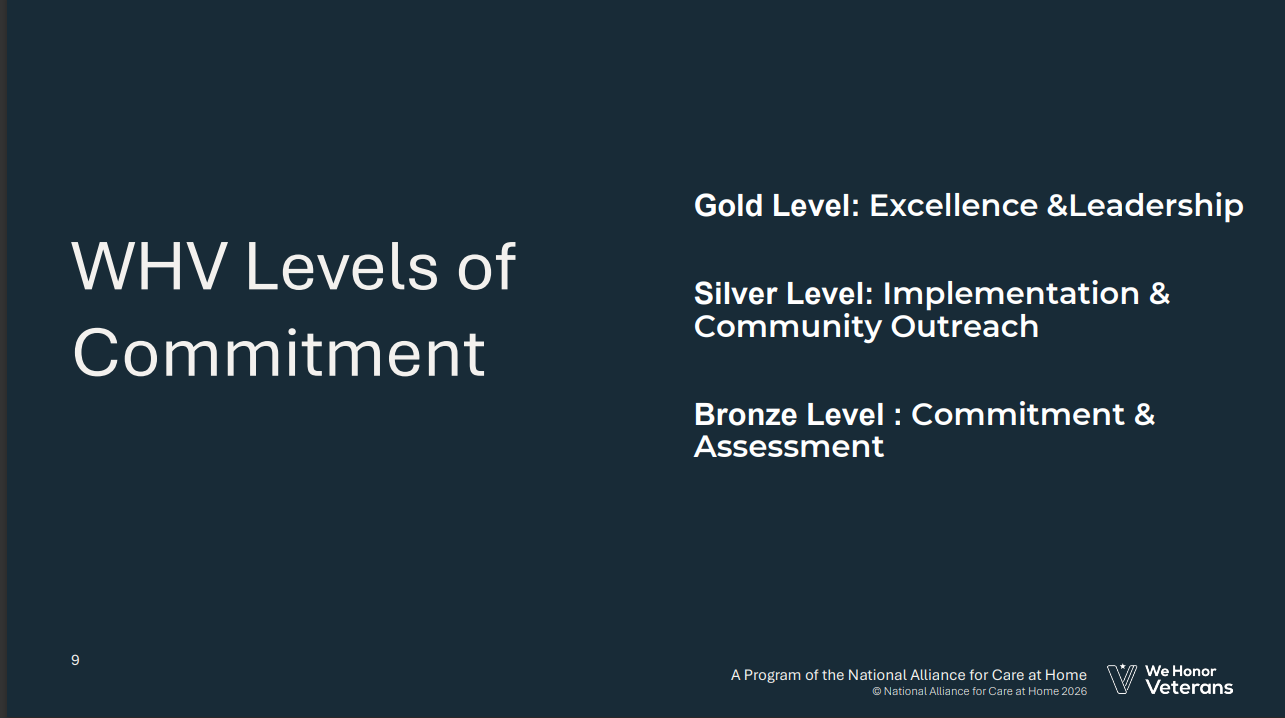 WHV Levels of
Commitment
Gold Level: Excellence &Leadership
Silver Level: Implementation &
Community Outreach
Bronze Level : Commitment &
Assessment
9
A Program of the National Alliance for Care at Home
© National Alliance for Care at Home 2026
We Honor
Veterans